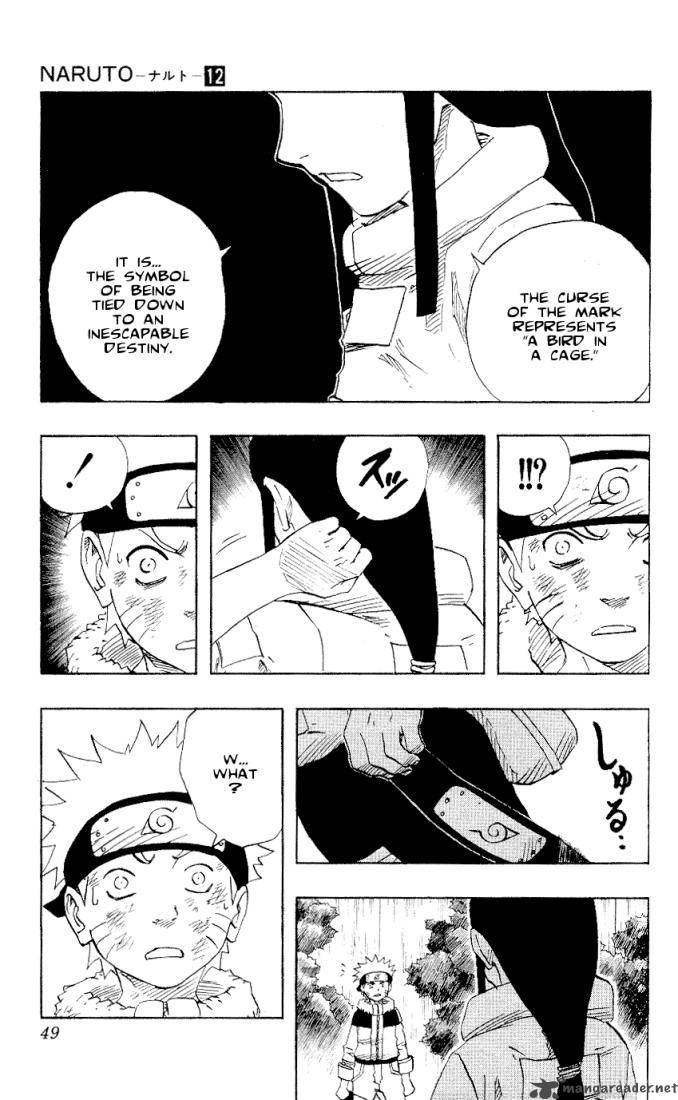 NARUTO–ナルト–12
THE CURSE
OF THE MARK
REPRESENTS
"A BIRD IN
A CAGE."
IT IS...
THE SYMBOL
OF BEING
TIED DOWN
TO AN
INESCAPABLE
DESTINY.
!!?
スッ
!
しゅる‥
W...
WHAT
?
49
mangareader.net